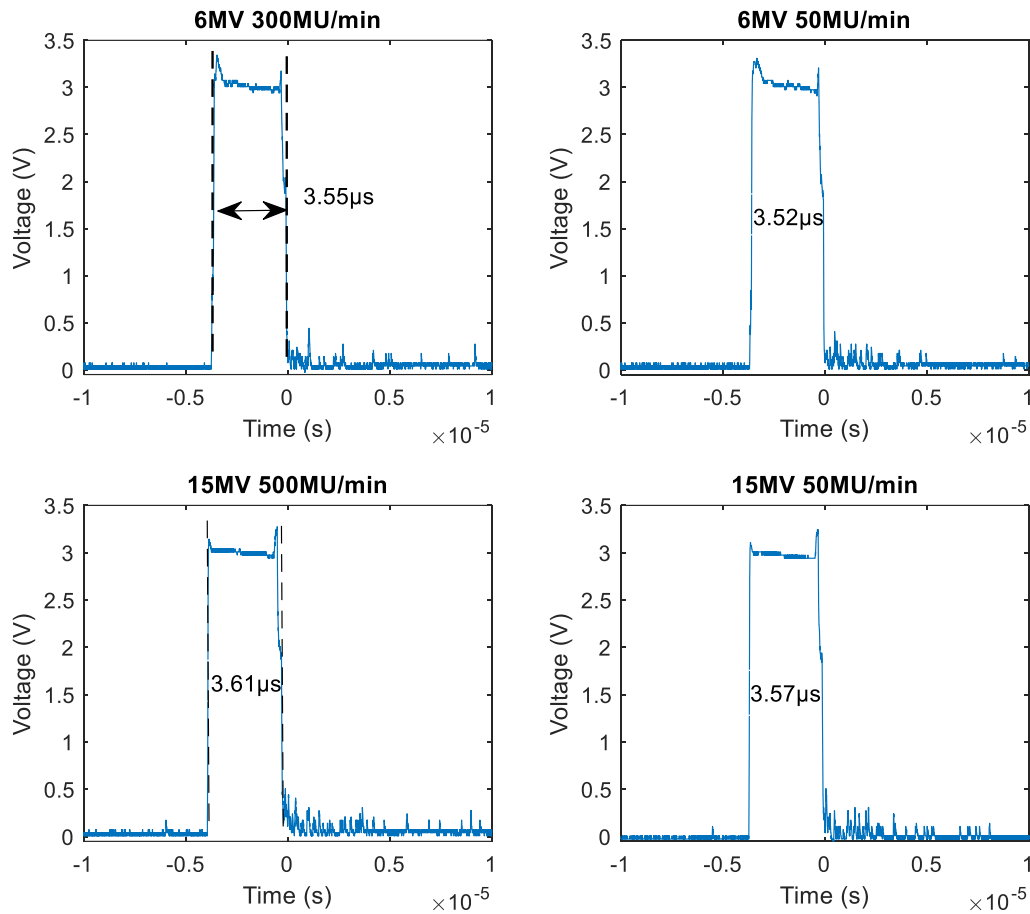 6MV 300MU/min
3.5
3
2.5
2
1.5
1
0.5
0
Voltage (V)
3.55μs
-1 -0.5 0 0.5 1
Time (s)
×10⁻⁵
6MV 50MU/min
3.5
3
2.5
2
1.5
1
0.5
0
Voltage (V)
3.52μs
-1 -0.5 0 0.5 1
Time (s)
×10⁻⁵
15MV 500MU/min
3.5
3
2.5
2
1.5
1
0.5
0
Voltage (V)
3.61μs
-1 -0.5 0 0.5 1
Time (s)
×10⁻⁵
15MV 50MU/min
3.5
3
2.5
2
1.5
1
0.5
0
Voltage (V)
3.57μs
-1 -0.5 0 0.5 1
Time (s)
×10⁻⁵